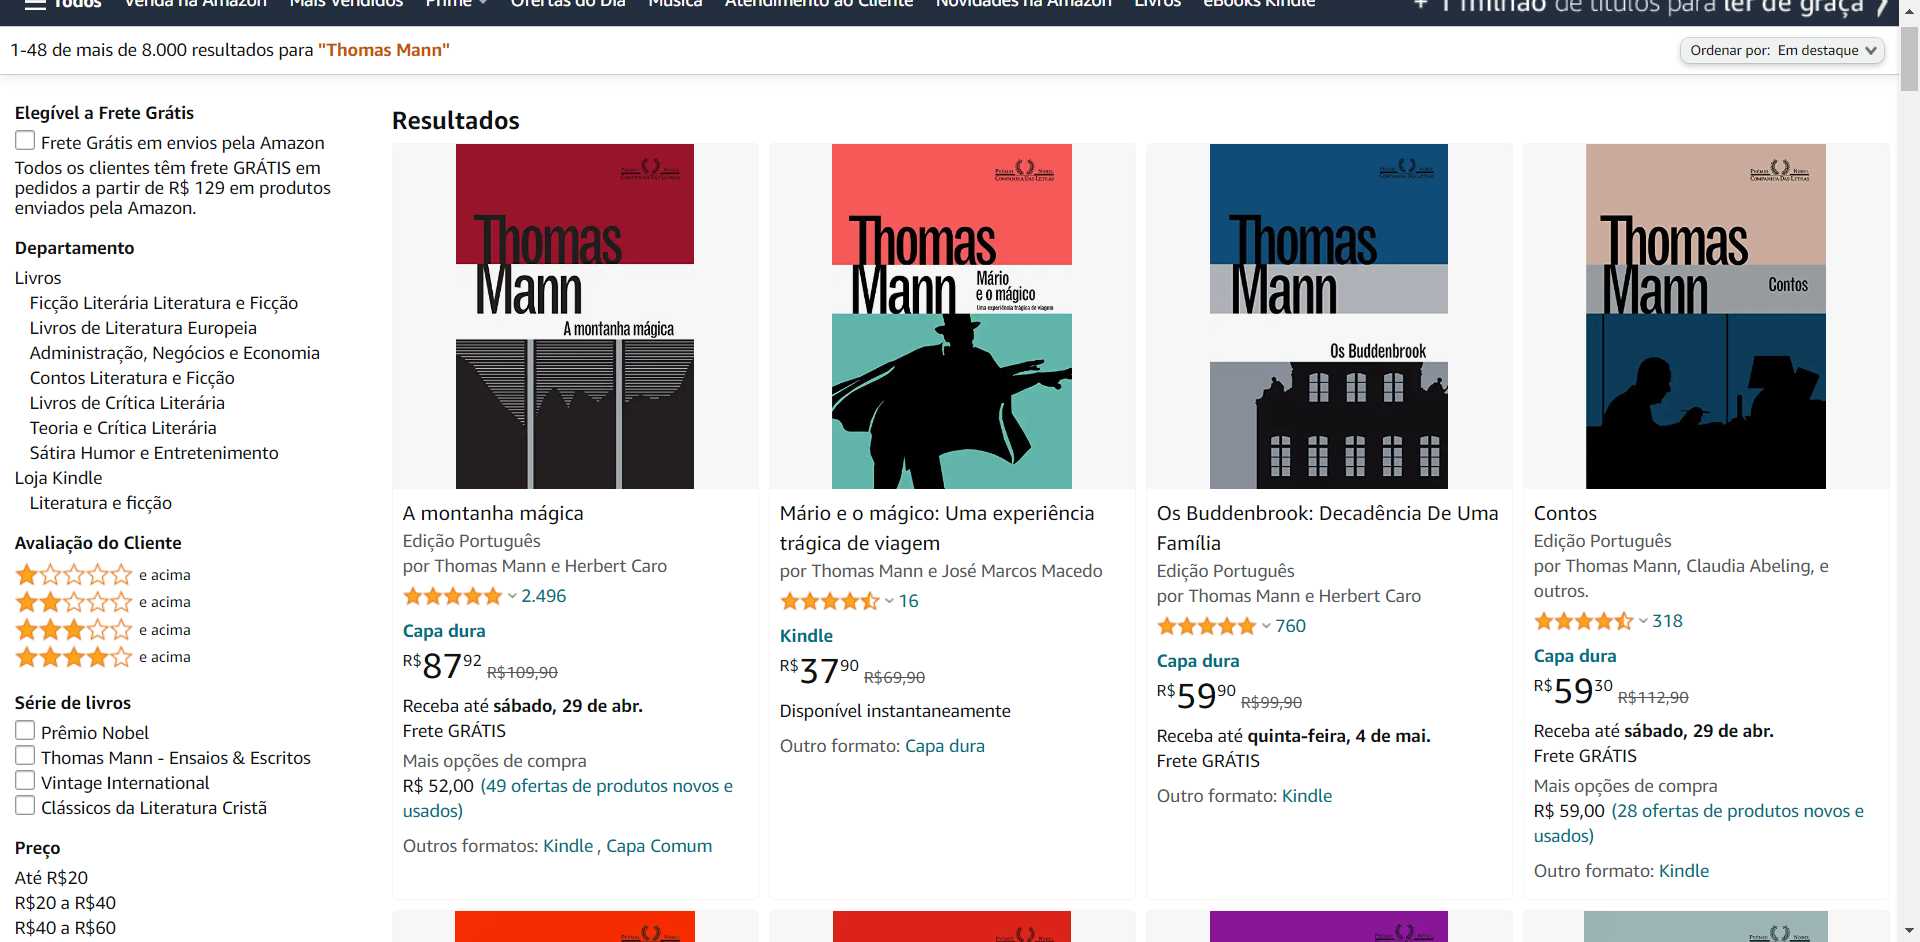 Todos Venda na Amazon Mais Vendidos Prime Ofertas do Dia Música Atendimento ao Cliente Novidades na Amazon Livros eBooks Kindle + 1 milhão de títulos para ler de graça
1-48 de mais de 8.000 resultados para "Thomas Mann"
Ordenar por: Em destaque
Elegível a Frete Grátis
Frete Grátis em envios pela Amazon
Todos os clientes têm frete GRÁTIS em
pedidos a partir de R$ 129 em produtos
enviados pela Amazon.
Departamento
Livros
Ficção Literária Literatura e Ficção
Livros de Literatura Europeia
Administração, Negócios e Economia
Contos Literatura e Ficção
Livros de Crítica Literária
Teoria e Crítica Literária
Sátira Humor e Entretenimento
Loja Kindle
Literatura e ficção
Avaliação do Cliente
e acima
e acima
e acima
e acima
Série de livros
Prêmio Nobel
Thomas Mann - Ensaios & Escritos
Vintage International
Clássicos da Literatura Cristã
Preço
Até R$20
R$20 a R$40
R$40 a R$60
Resultados
Thomas
Mann
A montanha mágica
A montanha mágica
Edição Português
por Thomas Mann e Herbert Caro
2.496
Capa dura
R$8792 R$109,90
Receba até sábado, 29 de abr.
Frete GRÁTIS
Mais opções de compra
R$ 52,00 (49 ofertas de produtos novos e
usados)
Outros formatos: Kindle , Capa Comum
Prêmio Nobel
Companhia das Letras
Thomas
Mann
Mário
e o mágico
Uma experiência trágica de viagem
Mário e o mágico: Uma experiência
trágica de viagem
por Thomas Mann e José Marcos Macedo
16
Kindle
R$3790 R$69,90
Disponível instantaneamente
Outro formato: Capa dura
Thomas
Mann
Os Buddenbrook
Os Buddenbrook: Decadência De Uma
Família
Edição Português
por Thomas Mann e Herbert Caro
760
Capa dura
R$5990 R$99,90
Receba até quinta-feira, 4 de mai.
Frete GRÁTIS
Outro formato: Kindle
Prêmio Nobel
Companhia das Letras
Thomas
Mann
Contos
Contos
Edição Português
por Thomas Mann, Claudia Abeling, e
outros.
318
Capa dura
R$5930 R$112,90
Receba até sábado, 29 de abr.
Frete GRÁTIS
Mais opções de compra
R$ 59,00 (28 ofertas de produtos novos e
usados)
Outro formato: Kindle